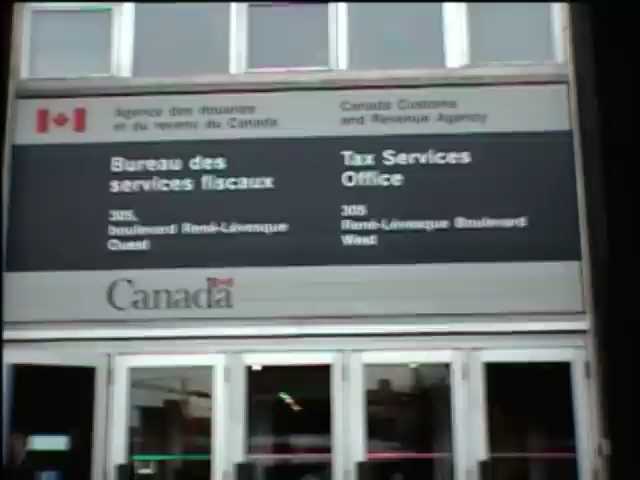 Agence des douanes
et du revenu du Canada
Canada Customs
and Revenue Agency
Bureau des
services fiscaux
Tax Services
Office
305,
boulevard René-Lévesque
Ouest
305
René-Lévesque Boulevard
West
Canada